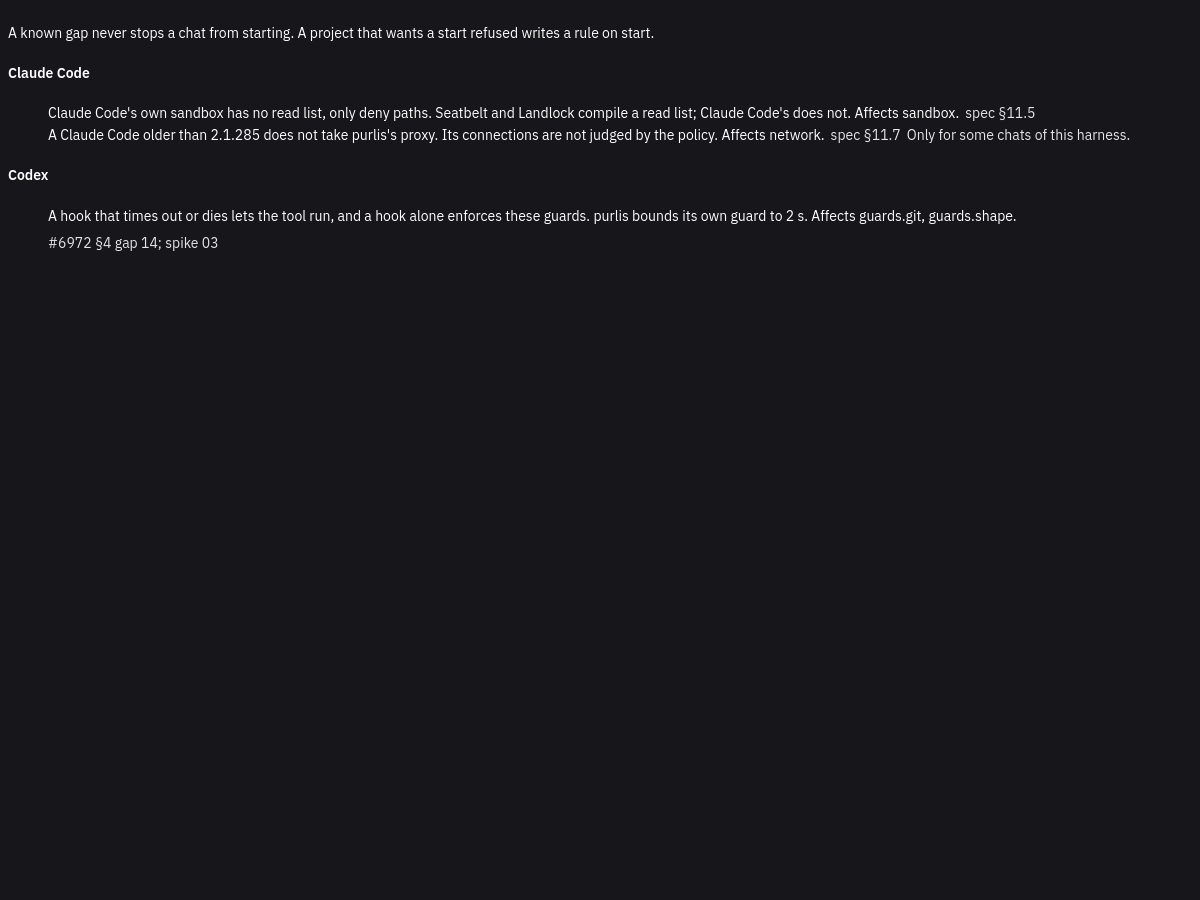 A known gap never stops a chat from starting. A project that wants a start refused writes a rule on start.
Claude Code
Claude Code's own sandbox has no read list, only deny paths. Seatbelt and Landlock compile a read list; Claude Code's does not. Affects sandbox. spec §11.5
A Claude Code older than 2.1.285 does not take purlis's proxy. Its connections are not judged by the policy. Affects network. spec §11.7 Only for some chats of this harness.
Codex
A hook that times out or dies lets the tool run, and a hook alone enforces these guards. purlis bounds its own guard to 2 s. Affects guards.git, guards.shape.
#6972 §4 gap 14; spike 03